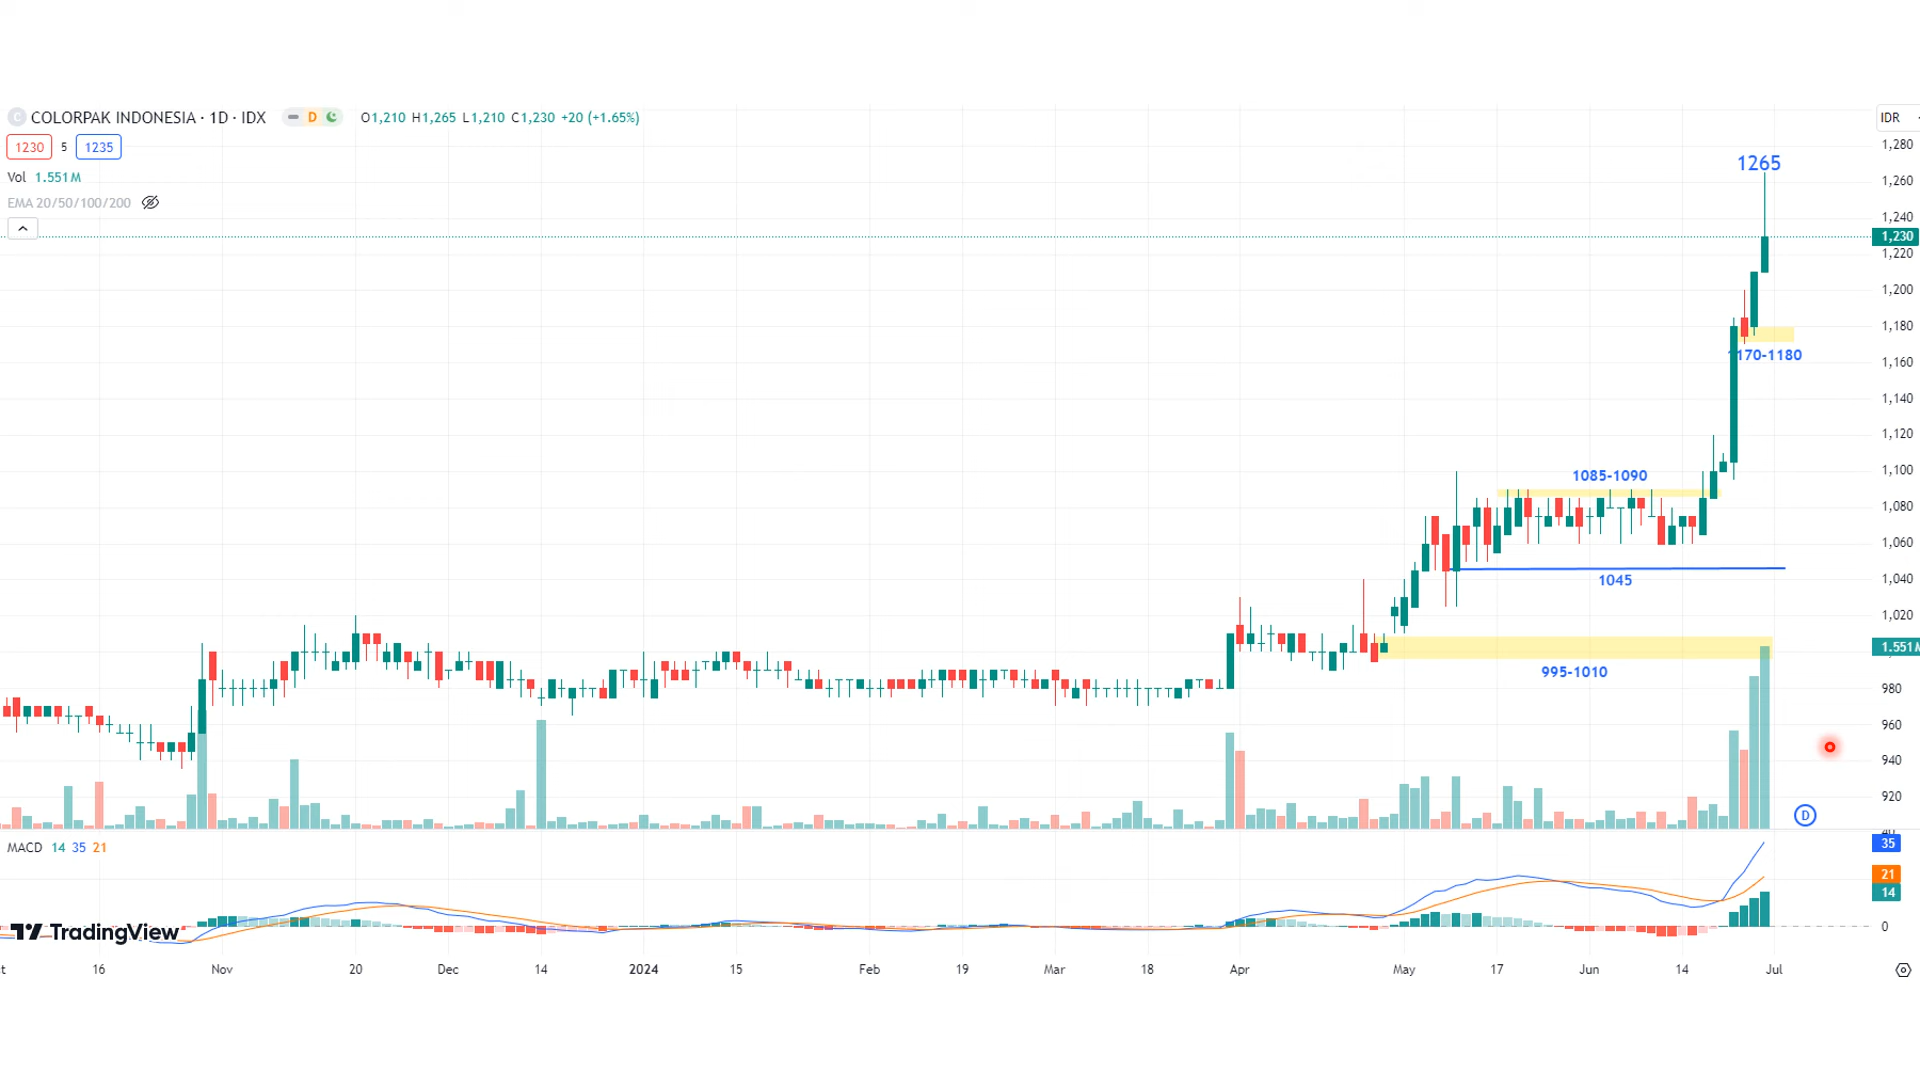 COLORPAK INDONESIA · 1D · IDX D O1,210 H1,265 L1,210 C1,230 +20 (+1.65%)
IDR
1230 5 1235
Vol 1.551M
EMA 20/50/100/200
1,280
1,260
1,240
1,230
1,220
1,200
1,180
1,160
1,140
1,120
1,100
1,080
1,060
1,040
1,020
1.551M
980
960
940
920
1265
1170-1180
1085-1090
1045
995-1010
D
MACD 14 35 21
35
21
14
0
TradingView
16 Nov 20 Dec 14 2024 15 Feb 19 Mar 18 Apr May 17 Jun 14 Jul